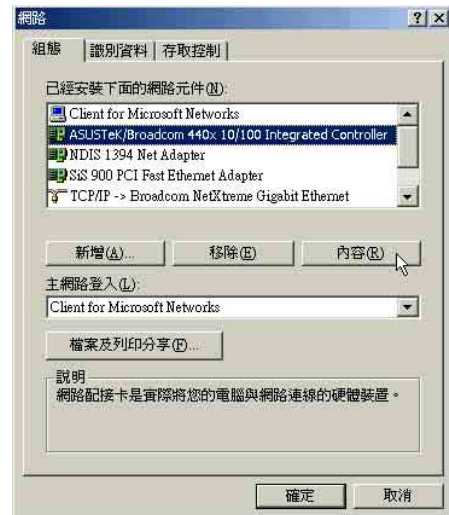 網路
組態
識別資料
存取控制
已經安裝下面的網路元件(N):
Client for Microsoft Networks
ASUSTeK/Broadcom 440x 10/100 Integrated Controller
NDIS 1394 Net Adapter
SiS 900 PCI Fast Ethernet Adapter
TCP/IP -> Broadcom NetXtreme Gigabit Ethernet
新增(A)...
移除(E)
內容(R)
主網路登入(L):
Client for Microsoft Networks
檔案及列印分享(F)...
說明
網路配接卡是實際將您的電腦與網路連線的硬體裝置。
確定
取消